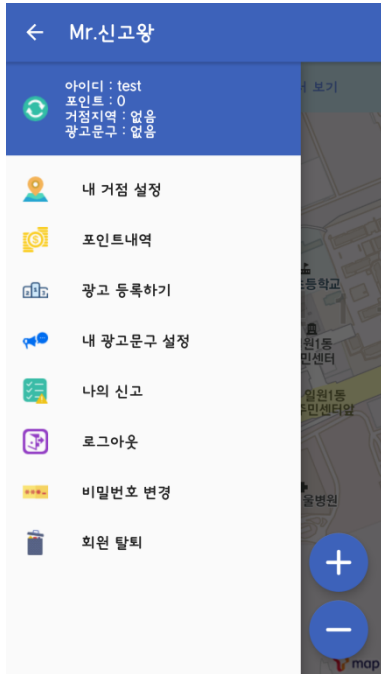 Mr.신고왕
아이디 : test
포인트 : 0
거점지역 : 없음
광고문구 : 없음
보기
내 거점 설정
포인트내역
광고 등록하기
내 광고문구 설정
나의 신고
로그아웃
비밀번호 변경
회원 탈퇴
등학교
원1동
민센터
일원1동
주민센터앞
울병원
map